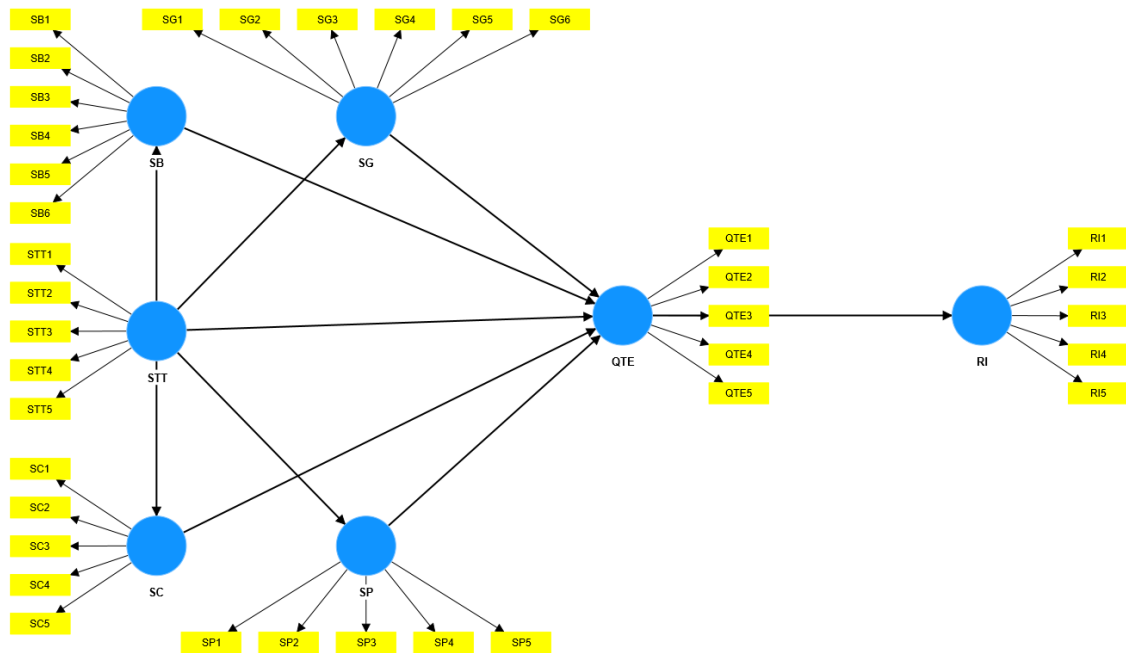 SB1
SB2
SB3
SB4
SB5
SB6
SG1
SG2
SG3
SG4
SG5
SG6
SB
SG
STT1
STT2
STT3
STT4
STT5
STT
QTE1
QTE2
QTE3
QTE4
QTE5
QTE
RI1
RI2
RI3
RI4
RI5
RI
SC1
SC2
SC3
SC4
SC5
SC
SP
SP1
SP2
SP3
SP4
SP5